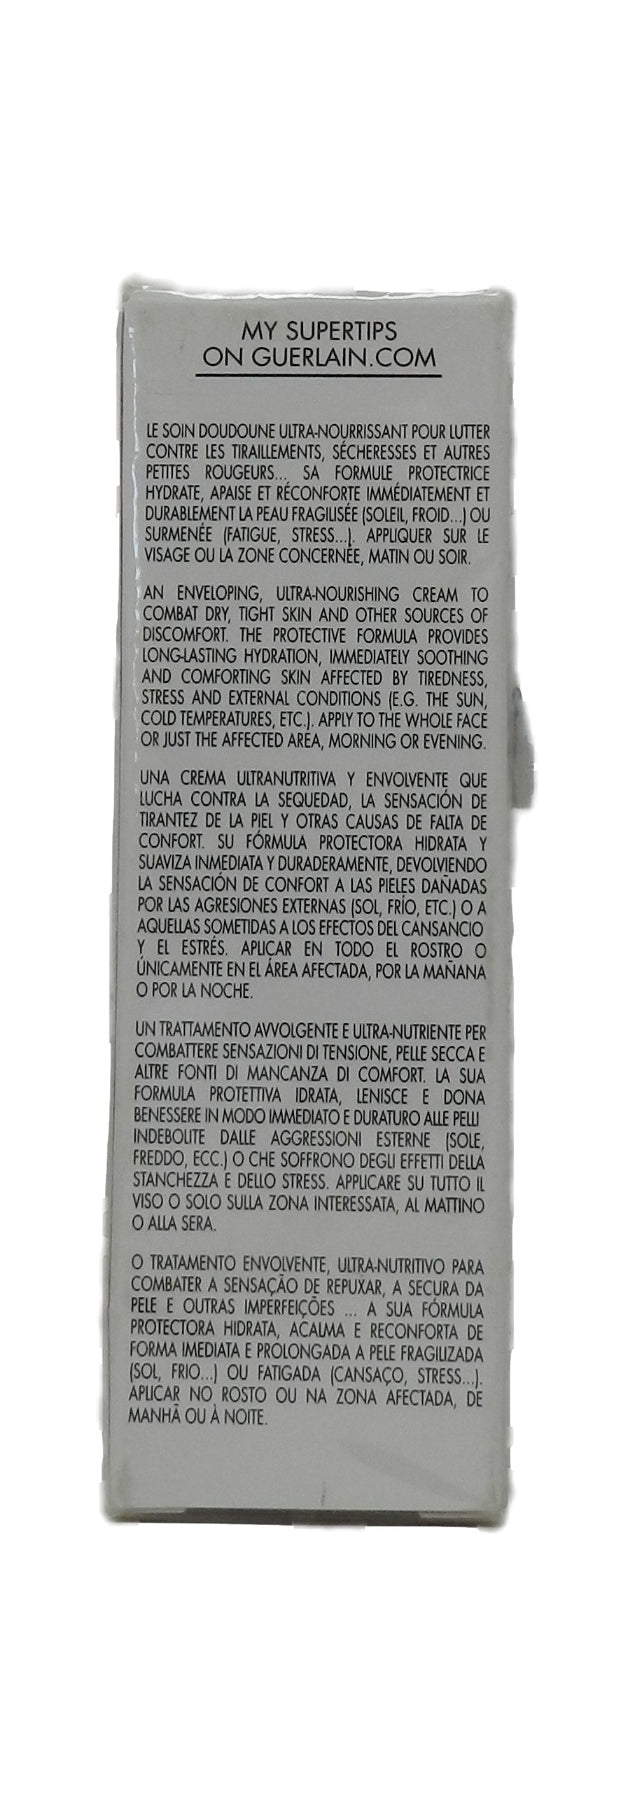 MY SUPERTIPS
ON GUERLAIN.COM
LE SOIN DOUDOUNE ULTRA-NOURRISSANT POUR LUTTER
CONTRE LES TIRAILLEMENTS, SÉCHERESSES ET AUTRES
PETITES ROUGEURS... SA FORMULE PROTECTRICE
HYDRATE, APAISE ET RÉCONFORTE IMMÉDIATEMENT ET
DURABLEMENT LA PEAU FRAGILISÉE (SOLEIL, FROID...) OU
SURMENÉE (FATIGUE, STRESS...). APPLIQUER SUR LE
VISAGE OU LA ZONE CONCERNÉE, MATIN OU SOIR.
AN ENVELOPING, ULTRA-NOURISHING CREAM TO
COMBAT DRY, TIGHT SKIN AND OTHER SOURCES OF
DISCOMFORT. THE PROTECTIVE FORMULA PROVIDES
LONG-LASTING HYDRATION, IMMEDIATELY SOOTHING
AND COMFORTING SKIN AFFECTED BY TIREDNESS,
STRESS AND EXTERNAL CONDITIONS (E.G. THE SUN,
COLD TEMPERATURES, ETC.). APPLY TO THE WHOLE FACE
OR JUST THE AFFECTED AREA, MORNING OR EVENING.
UNA CREMA ULTRANUTRITIVA Y ENVOLVENTE QUE
LUCHA CONTRA LA SEQUEDAD, LA SENSACIÓN DE
TIRANTEZ DE LA PIEL Y OTRAS CAUSAS DE FALTA DE
CONFORT. SU FÓRMULA PROTECTORA HIDRATA Y
SUAVIZA INMEDIATA Y DURADERAMENTE, DEVOLVIENDO
LA SENSACIÓN DE CONFORT A LAS PIELES DAÑADAS
POR LAS AGRESIONES EXTERNAS (SOL, FRÍO, ETC.) O A
AQUELLAS SOMETIDAS A LOS EFECTOS DEL CANSANCIO
Y EL ESTRÉS. APLICAR EN TODO EL ROSTRO O
ÚNICAMENTE EN EL ÁREA AFECTADA, POR LA MAÑANA
O POR LA NOCHE.
UN TRATTAMENTO AVVOLGENTE E ULTRA-NUTRIENTE PER
COMBATTERE SENSAZIONI DI TENSIONE, PELLE SECCA E
ALTRE FONTI DI MANCANZA DI COMFORT. LA SUA
FORMULA PROTETTIVA IDRATA, LENISCE E DONA
BENESSERE IN MODO IMMEDIATO E DURATURO ALLE PELLI
INDEBOLITE DALLE AGGRESSIONI ESTERNE (SOLE,
FREDDO, ECC.) O CHE SOFFRONO DEGLI EFFETTI DELLA
STANCHEZZA E DELLO STRESS. APPLICARE SU TUTTO IL
VISO O SOLO SULLA ZONA INTERESSATA, AL MATTINO
O ALLA SERA.
O TRATAMENTO ENVOLVENTE, ULTRA-NUTRITIVO PARA
COMBATER A SENSAÇÃO DE REPUXAR, A SECURA DA
PELE E OUTRAS IMPERFEIÇÕES ... A SUA FÓRMULA
PROTECTORA HIDRATA, ACALMA E RECONFORTA DE
FORMA IMEDIATA E PROLONGADA A PELE FRAGILIZADA
(SOL, FRIO...) OU FATIGADA (CANSAÇO, STRESS...).
APLICAR NO ROSTO OU NA ZONA AFECTADA, DE
MANHÃ OU À NOITE.